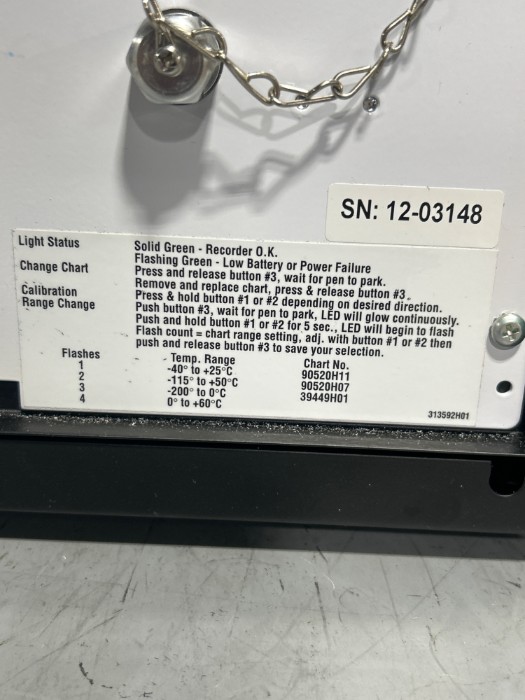 SN: 12-03148
Light Status Solid Green - Recorder O.K.
Flashing Green - Low Battery or Power Failure
Change Chart Press and release button #3, wait for pen to park.
Remove and replace chart, press & release button #3.
Calibration Press & hold button #1 or #2 depending on desired direction.
Range Change Push button #3, wait for pen to park, LED will glow continuously.
Push and hold button #1 or #2 for 5 sec., LED will begin to flash
Flash count = chart range setting, adj. with button #1 or #2 then
push and release button #3 to save your selection.
Flashes Temp. Range Chart No.
1 -40° to +25°C 90520H11
2 -115° to +50°C 90520H07
3 -200° to 0°C 39449H01
4 0° to +60°C
313592H01